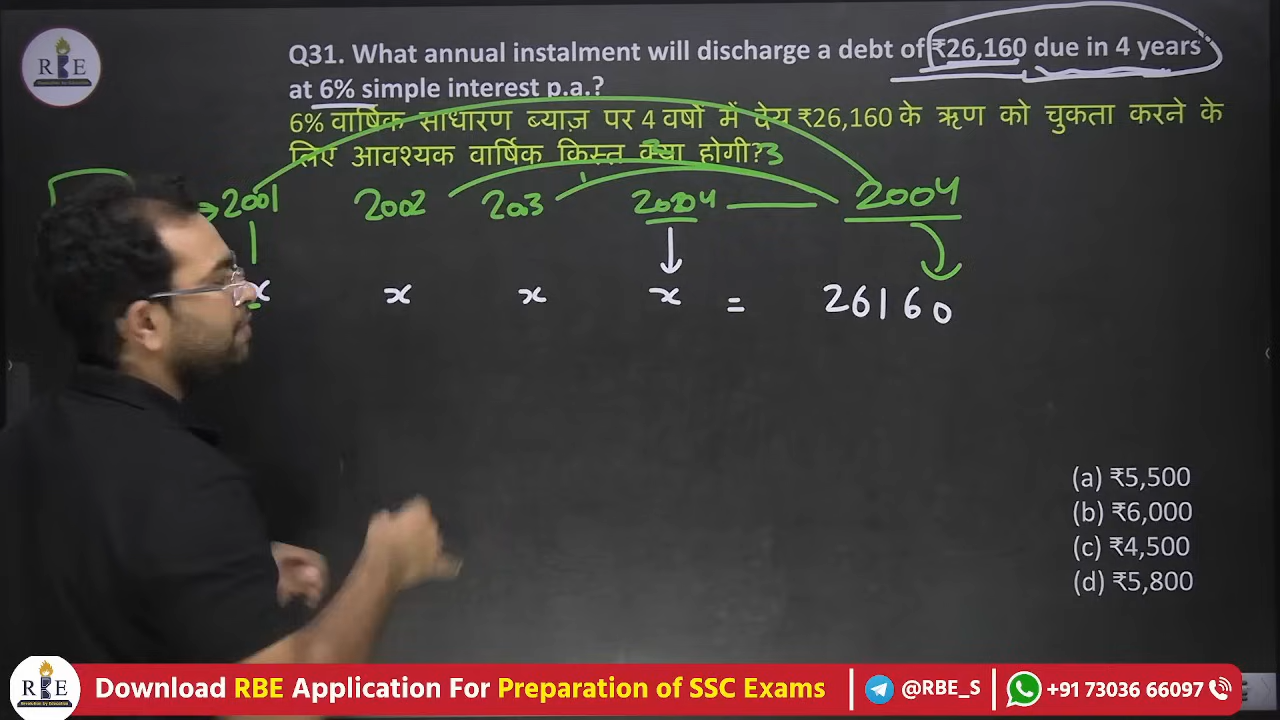 RBE
Q31. What annual instalment will discharge a debt of ₹26,160 due in 4 years
at 6% simple interest p.a.?
6% वार्षिक साधारण ब्याज़ पर 4 वर्षों में देय ₹26,160 के ऋण को चुकता करने के
लिए आवश्यक वार्षिक किस्त क्या होगी?
3
2001 2002 2003 2004 2004
x x x x = 26160
(a) ₹5,500
(b) ₹6,000
(c) ₹4,500
(d) ₹5,800
RBE
Download RBE Application For Preparation of SSC Exams
@RBE_S
+91 73036 66097